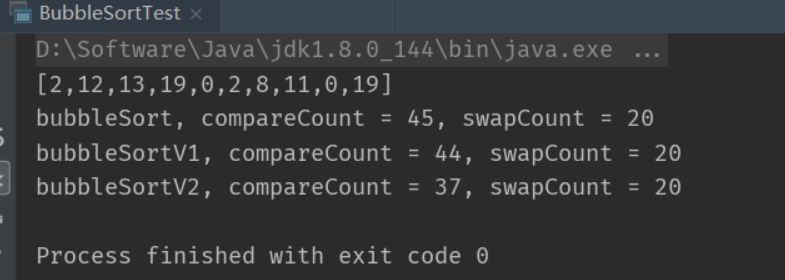 BubbleSortTest
D:\Software\Java\jdk1.8.0_144\bin\java.exe ...
[2,12,13,19,0,2,8,11,0,19]
bubbleSort, compareCount = 45, swapCount = 20
bubbleSortV1, compareCount = 44, swapCount = 20
bubbleSortV2, compareCount = 37, swapCount = 20
Process finished with exit code 0